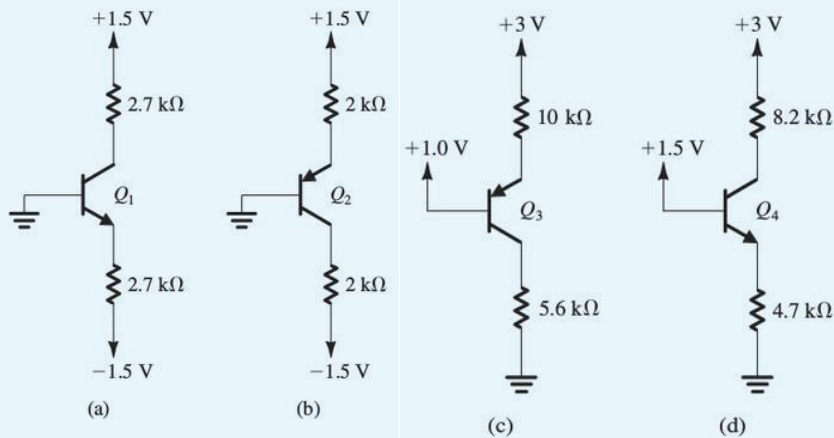 +1.5 V
2.7 kΩ
Q1
2.7 kΩ
−1.5 V
(a)
+1.5 V
2 kΩ
Q2
2 kΩ
−1.5 V
(b)
+3 V
10 kΩ
+1.0 V
Q3
5.6 kΩ
(c)
+3 V
8.2 kΩ
+1.5 V
Q4
4.7 kΩ
(d)